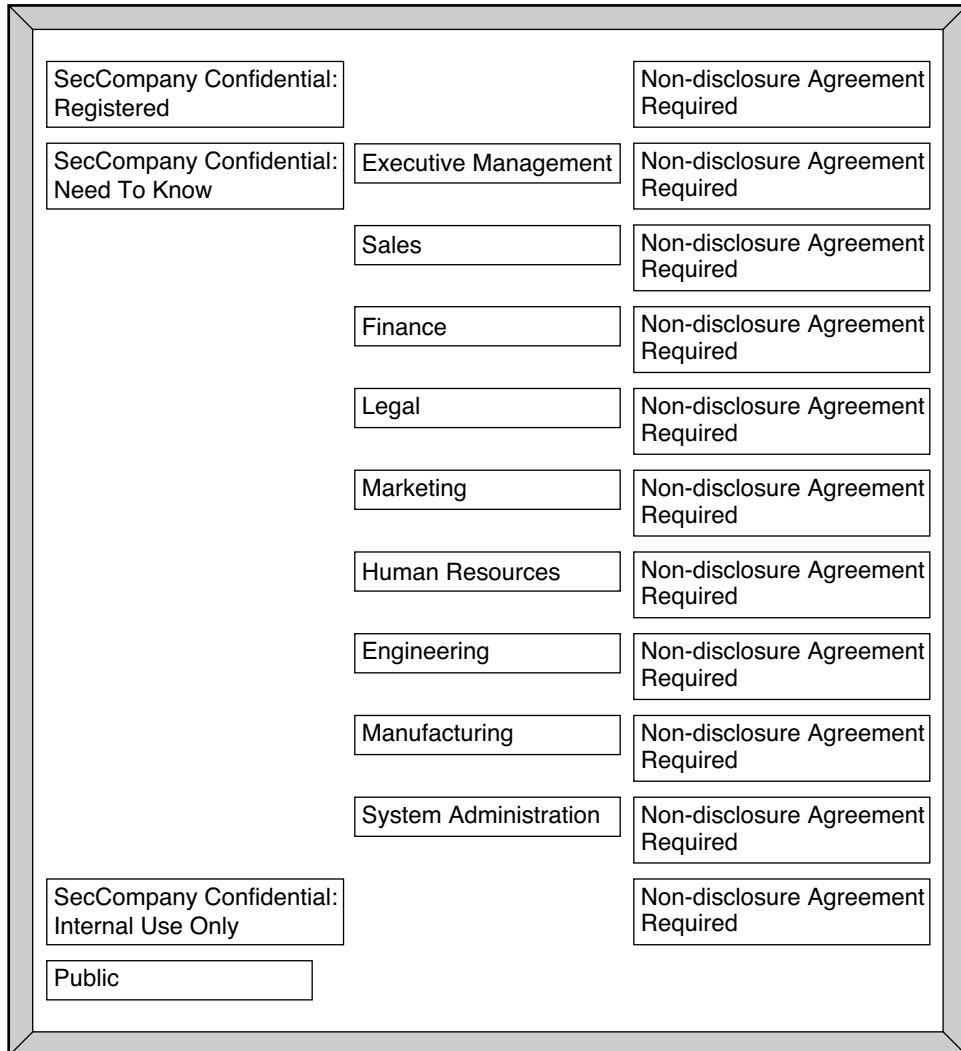 SecCompany Confidential:
Registered
Non-disclosure Agreement
Required
SecCompany Confidential:
Need To Know
Executive Management
Non-disclosure Agreement
Required
Sales
Non-disclosure Agreement
Required
Finance
Non-disclosure Agreement
Required
Legal
Non-disclosure Agreement
Required
Marketing
Non-disclosure Agreement
Required
Human Resources
Non-disclosure Agreement
Required
Engineering
Non-disclosure Agreement
Required
Manufacturing
Non-disclosure Agreement
Required
System Administration
Non-disclosure Agreement
Required
SecCompany Confidential:
Internal Use Only
Non-disclosure Agreement
Required
Public